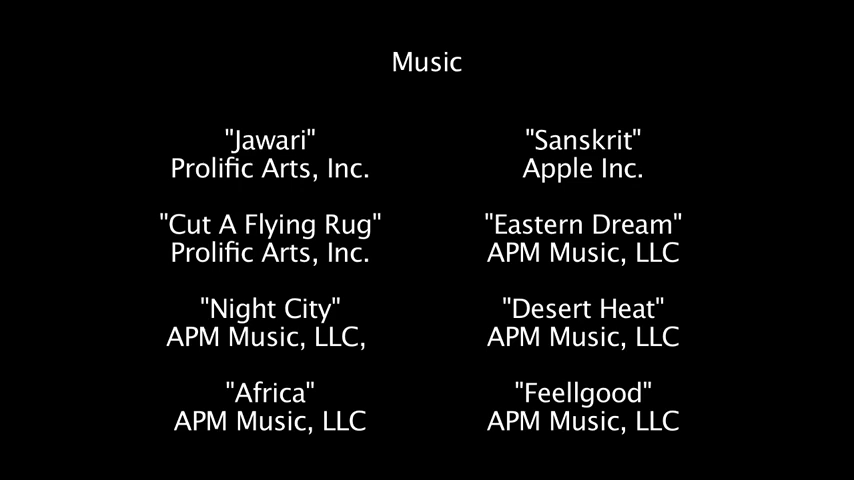 Music
"Jawari"
Prolific Arts, Inc.
"Sanskrit"
Apple Inc.
"Cut A Flying Rug"
Prolific Arts, Inc.
"Eastern Dream"
APM Music, LLC
"Night City"
APM Music, LLC,
"Desert Heat"
APM Music, LLC
"Africa"
APM Music, LLC
"Feellgood"
APM Music, LLC